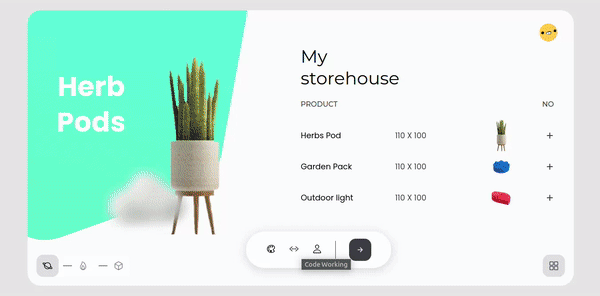 Herb
Pods
My
storehouse
PRODUCT NO
Herbs Pod 110 X 100 +
Garden Pack 110 X 100 +
Outdoor light 110 X 100 +
Code Working